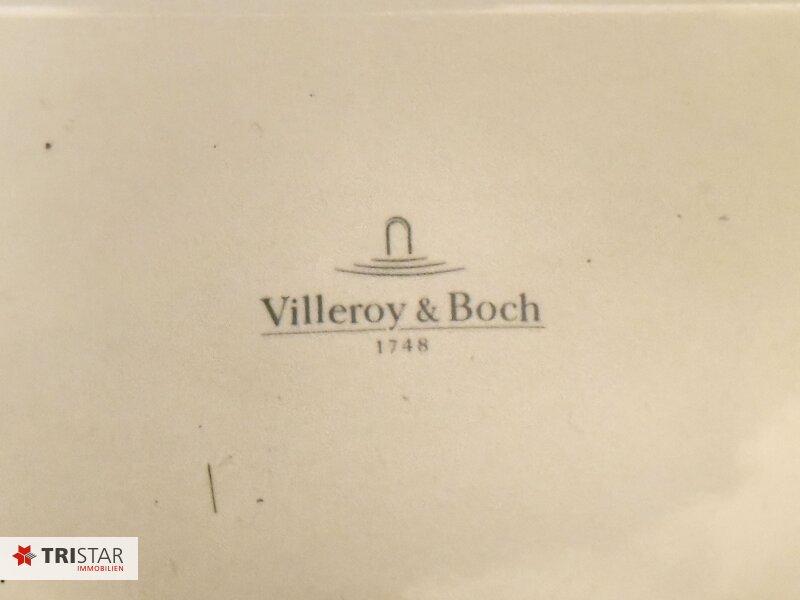 Villeroy & Boch
1748
TRISTAR
IMMOBILIEN